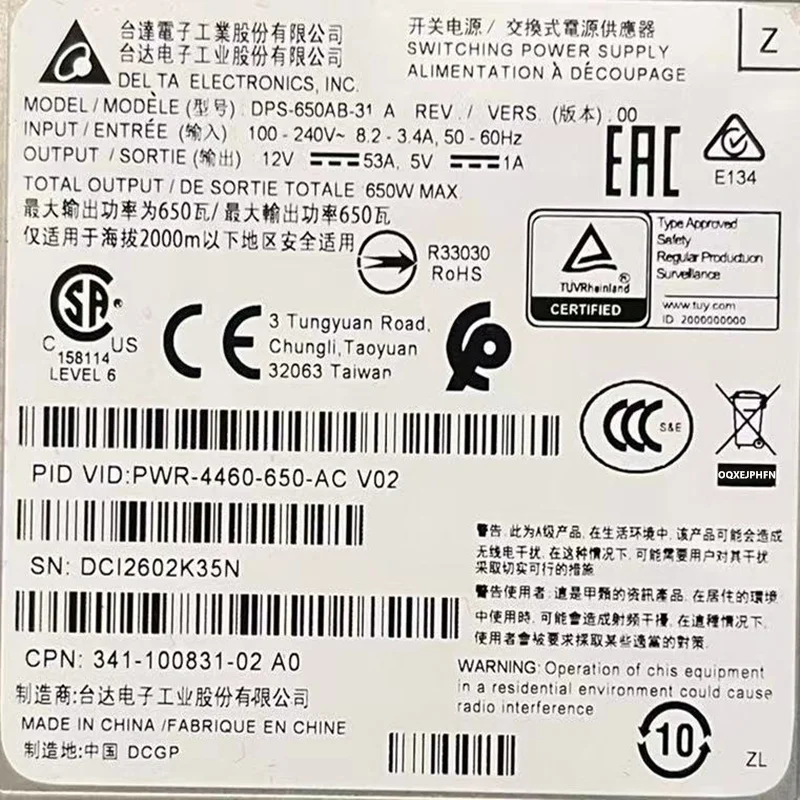 台達電子工業股份有限公司
台达电子工业股份有限公司
DELTA ELECTRONICS, INC.
开关电源 / 交換式電源供應器
SWITCHING POWER SUPPLY
ALIMENTATION À DÉCOUPAGE
Z
MODEL / MODÈLE (型号) : DPS-650AB-31 A REV. / VERS. (版本) : 00
INPUT / ENTRÉE (输入) 100 - 240V~ 8.2 - 3.4A, 50 - 60Hz
OUTPUT / SORTIE (输出) 12V 53A, 5V 1A
TOTAL OUTPUT / DE SORTIE TOTALE 650W MAX
最大输出功率为650瓦/ 最大輸出功率650瓦
仅适用于海拔2000m以下地区安全适用
EAC
E134
R33030
RoHS
TUVRheinland
CERTIFIED
Type Approved
Safety
Regular Production
Surveillance
www.tuy.com
ID 2000000000
SA
C US
158114
LEVEL 6
CE
3 Tungyuan Road,
Chungli,Taoyuan
32063 Taiwan
CCC
S&E
OQXEJPHFN
PID VID:PWR-4460-650-AC V02
SN: DCI2602K35N
CPN: 341-100831-02 A0
警告. 此为A级产品, 在生活环境中, 该产品可能会造成
无线电干扰. 在这种情况下, 可能需要用户对其干扰
采取切实可行的措施
警告使用者: 這是甲類的資訊產品, 在居住的環境
中使用時, 可能會造成射頻干擾, 在這種情況下,
使用者會被要求採取某些適當的對策.
WARNING: Operation of chis equipment
in a residential environment could cause
radio interference
制造商:台达电子工业股份有限公司
MADE IN CHINA /FABRIQUE EN CHINE
制造地:中国 DCGP
10
ZL